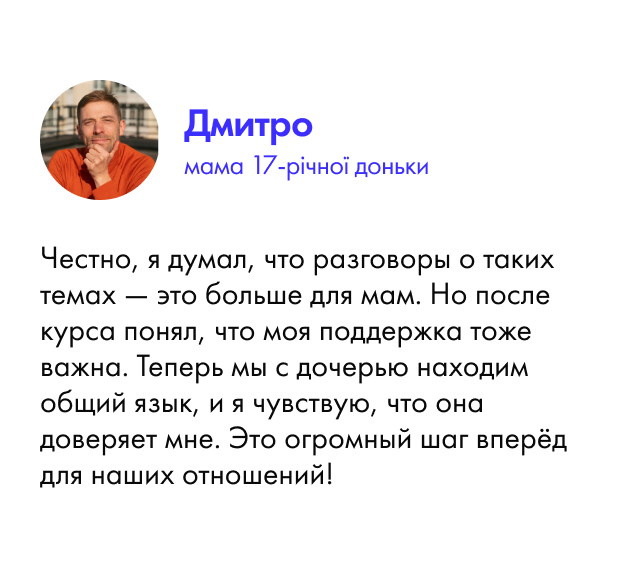 Дмитро
мама 17-річної доньки
Честно, я думал, что разговоры о таких
темах — это больше для мам. Но после
курса понял, что моя поддержка тоже
важна. Теперь мы с дочерью находим
общий язык, и я чувствую, что она
доверяет мне. Это огромный шаг вперёд
для наших отношений!